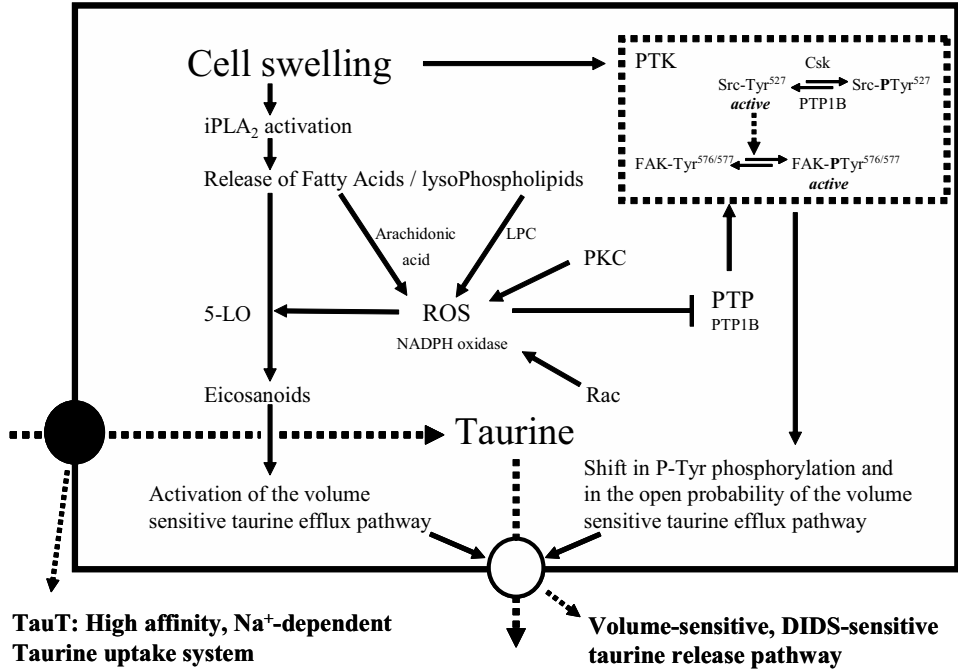 Cell swelling
iPLA₂ activation
Release of Fatty Acids / lysoPhospholipids
Arachidonic
acid
LPC
PKC
5-LO
ROS
NADPH oxidase
Rac
Eicosanoids
Taurine
Activation of the volume
sensitive taurine efflux pathway
PTK
Csk
Src-Tyr⁵²⁷
Src-PTyr⁵²⁷
active
PTP1B
FAK-Tyr⁵⁷⁶/⁵⁷⁷
FAK-PTyr⁵⁷⁶/⁵⁷⁷
active
PTP
PTP1B
Shift in P-Tyr phosphorylation and
in the open probability of the volume
sensitive taurine efflux pathway
TauT: High affinity, Na⁺-dependent
Taurine uptake system
Volume-sensitive, DIDS-sensitive
taurine release pathway